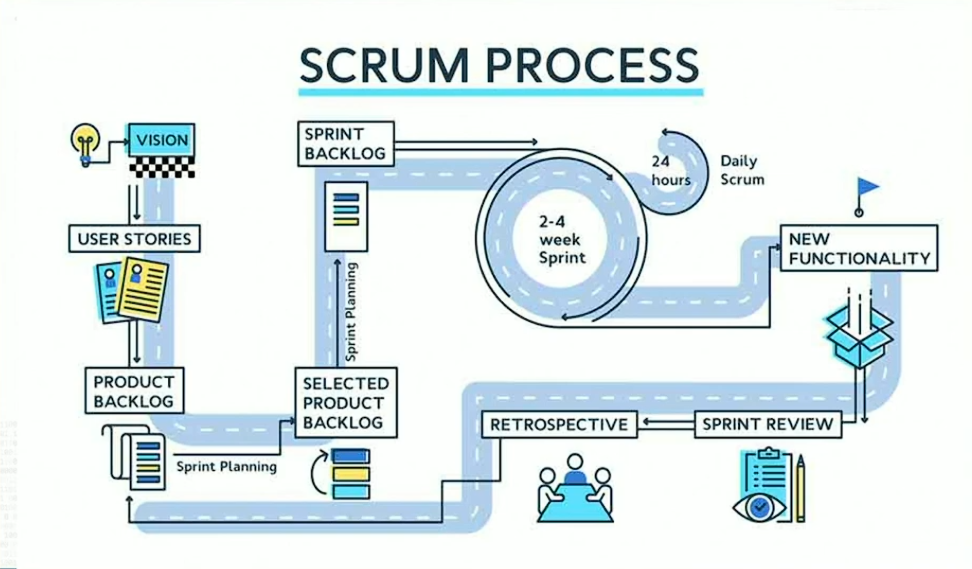 SCRUM PROCESS
VISION
USER STORIES
PRODUCT
BACKLOG
Sprint Planning
SELECTED
PRODUCT
BACKLOG
Sprint Planning
SPRINT
BACKLOG
2-4
week
Sprint
24
hours
Daily
Scrum
NEW
FUNCTIONALITY
SPRINT REVIEW
RETROSPECTIVE